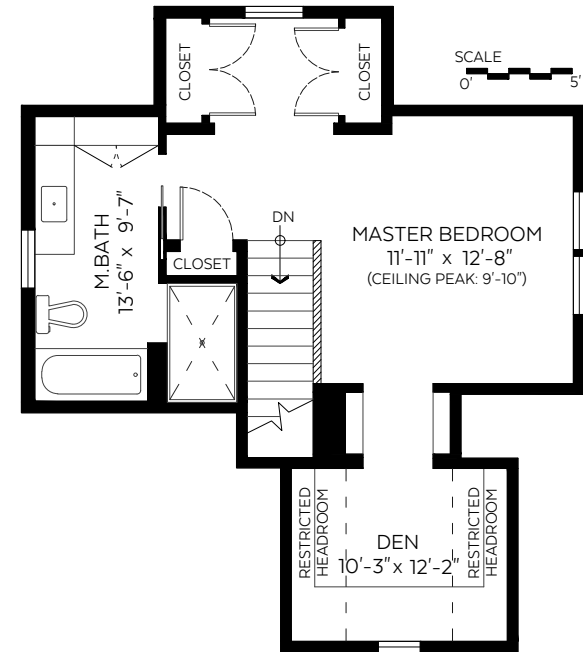 CLOSET
CLOSET
SCALE
0' 5'
M.BATH
13'-6" x 9'-7"
DN
CLOSET
MASTER BEDROOM
11'-11" x 12'-8"
(CEILING PEAK: 9'-10")
RESTRICTED
HEADROOM
DEN
10'-3" x 12'-2"
RESTRICTED
HEADROOM